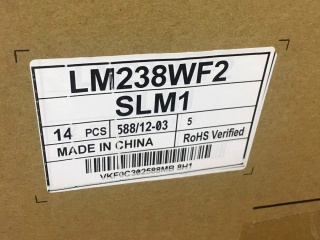 LM238WF2
SLM1
14 PCS 588/12-03 5
MADE IN CHINA RoHS Verified